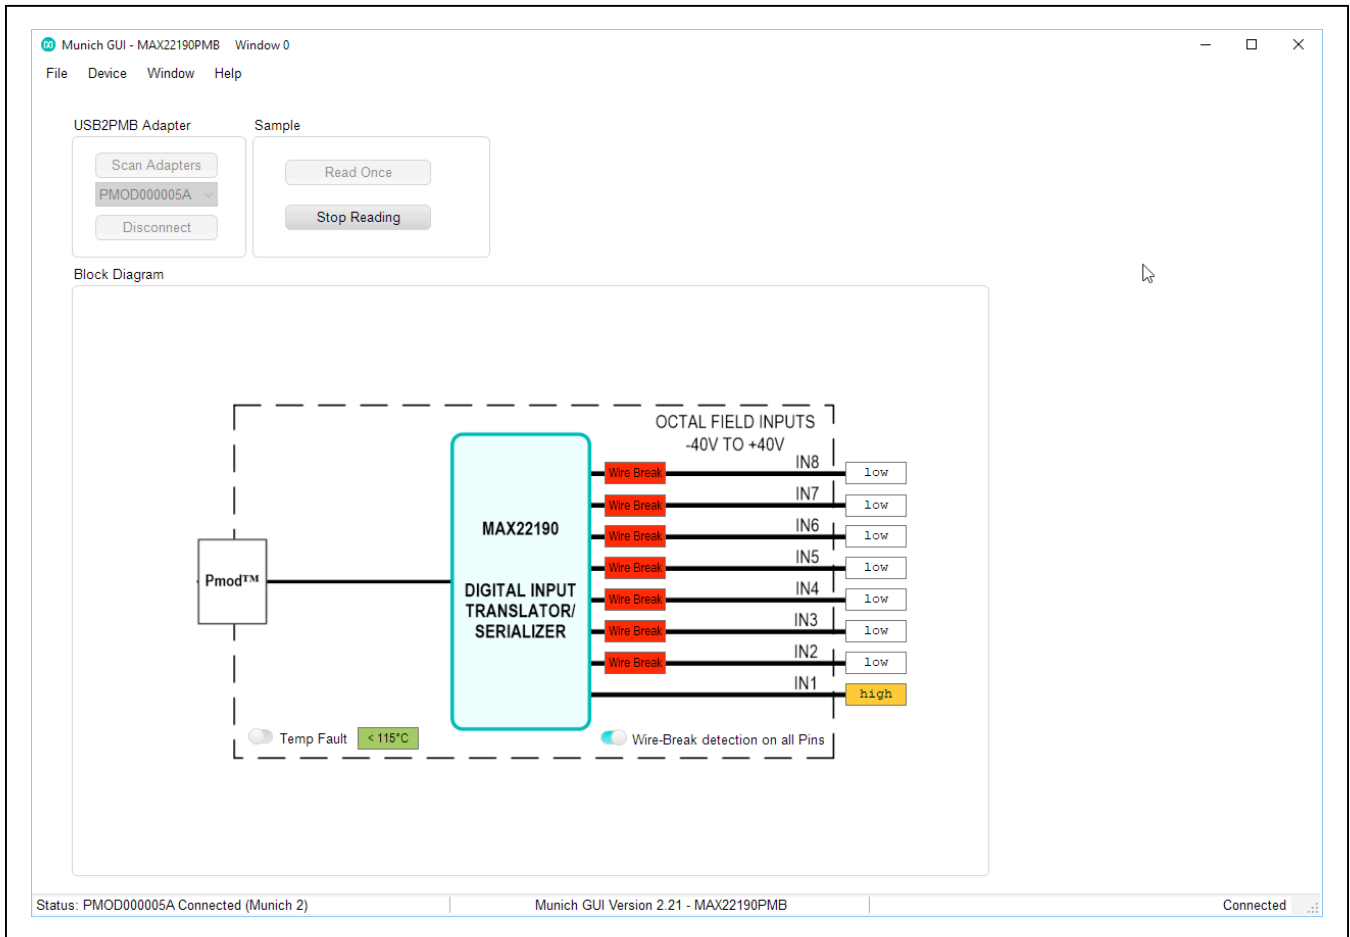 Munich GUI - MAX22190PMB Window 0
File Device Window Help
USB2PMB Adapter Sample
Scan Adapters
Read Once
PMOD000005A
Stop Reading
Disconnect
Block Diagram
OCTAL FIELD INPUTS
-40V TO +40V
IN8
Wire Break low
IN7
Wire Break low
IN6
Wire Break low
IN5
Wire Break low
IN4
Wire Break low
IN3
Wire Break low
IN2
Wire Break low
IN1
high
MAX22190
DIGITAL INPUT
TRANSLATOR/
SERIALIZER
Pmod™
Temp Fault < 115°C Wire-Break detection on all Pins
Status: PMOD000005A Connected (Munich 2) Munich GUI Version 2.21 - MAX22190PMB Connected